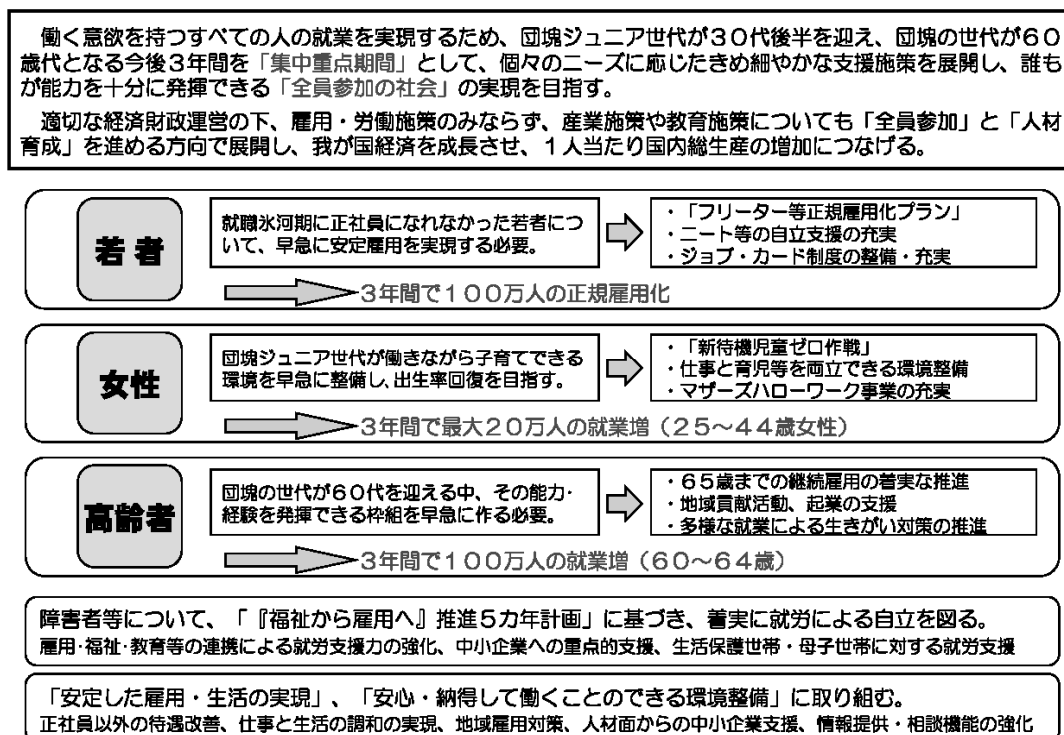 働く意欲を持つすべての人の就業を実現するため、団塊ジュニア世代が３０代後半を迎え、団塊の世代が６０
歳代となる今後３年間を「集中重点期間」として、個々のニーズに応じたきめ細やかな支援施策を展開し、誰も
が能力を十分に発揮できる「全員参加の社会」の実現を目指す。
適切な経済財政運営の下、雇用・労働施策のみならず、産業施策や教育施策についても「全員参加」と「人材
育成」を進める方向で展開し、我が国経済を成長させ、１人当たり国内総生産の増加につなげる。
若者
就職氷河期に正社員になれなかった若者につ
いて、早急に安定雇用を実現する必要。
・「フリーター等正規雇用化プラン」
・ニート等の自立支援の充実
・ジョブ・カード制度の整備・充実
３年間で１００万人の正規雇用化
女性
団塊ジュニア世代が働きながら子育てできる
環境を早急に整備し、出生率回復を目指す。
・「新待機児童ゼロ作戦」
・仕事と育児等を両立できる環境整備
・マザーズハローワーク事業の充実
３年間で最大２０万人の就業増（２５～４４歳女性）
高齢者
団塊の世代が６０代を迎える中、その能力・
経験を発揮できる枠組を早急に作る必要。
・６５歳までの継続雇用の着実な推進
・地域貢献活動、起業の支援
・多様な就業による生きがい対策の推進
３年間で１００万人の就業増（６０～６４歳）
障害者等について、「『福祉から雇用へ』推進５カ年計画」に基づき、着実に就労による自立を図る。
雇用・福祉・教育等の連携による就労支援力の強化、中小企業への重点的支援、生活保護世帯・母子世帯に対する就労支援
「安定した雇用・生活の実現」、「安心・納得して働くことのできる環境整備」に取り組む。
正社員以外の待遇改善、仕事と生活の調和の実現、地域雇用対策、人材面からの中小企業支援、情報提供・相談機能の強化